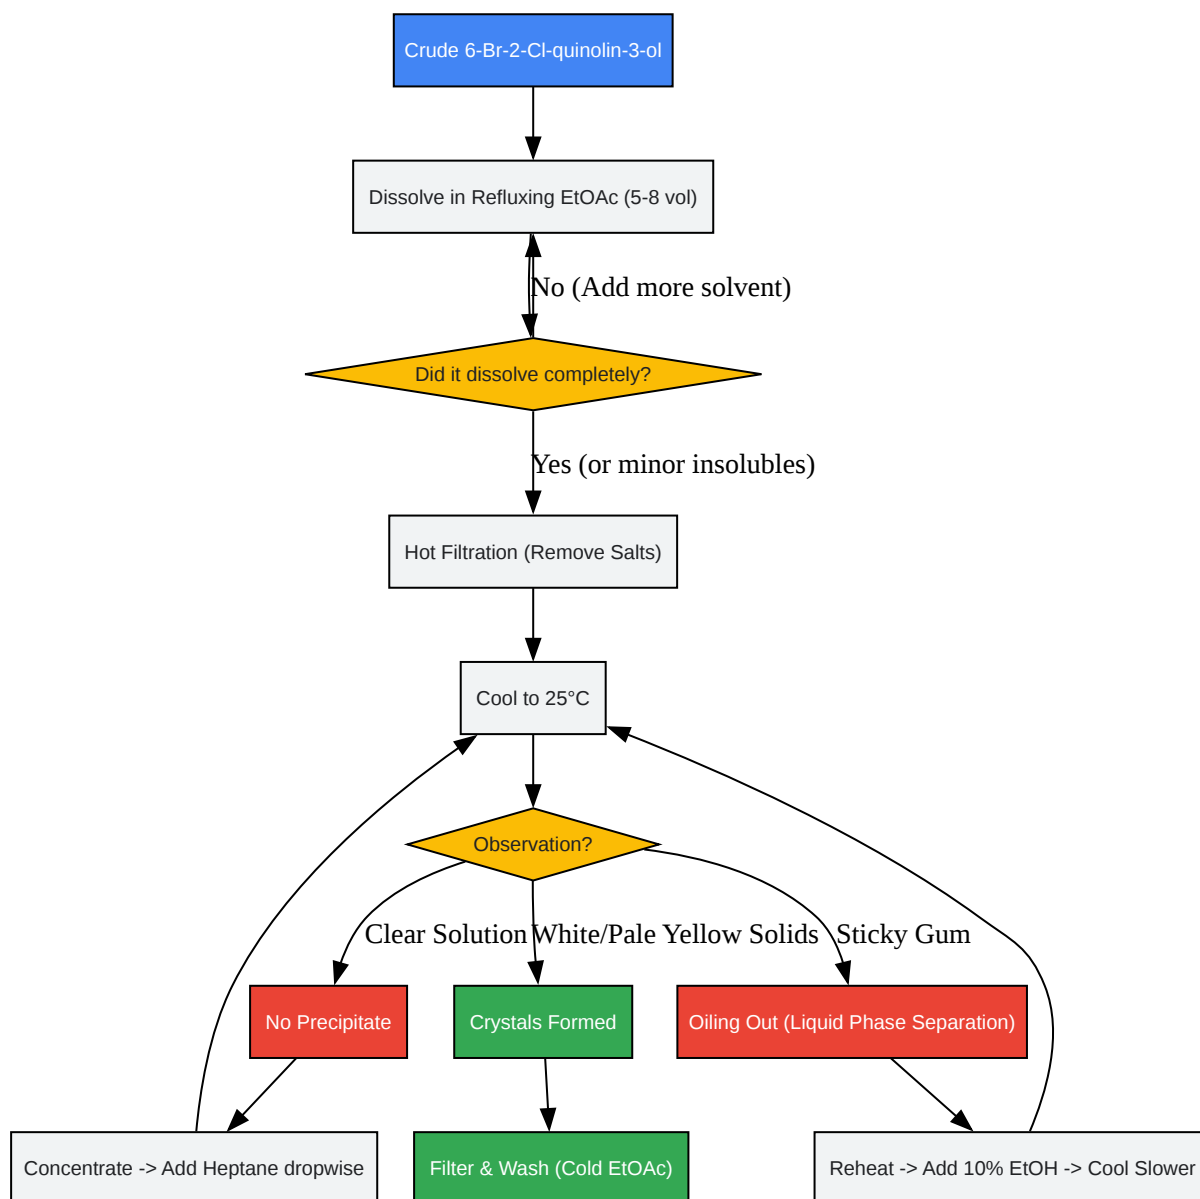 Crude 6-Br-2-Cl-quinolin-3-ol
Dissolve in Refluxing EtOAc (5-8 vol)
No (Add more solvent)
Did it dissolve completely?
Yes (or minor insolubles)
Hot Filtration (Remove Salts)
Cool to 25°C
Observation?
Clear Solution
White/Pale Yellow Solids
Sticky Gum
No Precipitate
Crystals Formed
Oiling Out (Liquid Phase Separation)
Concentrate -> Add Heptane dropwise
Filter & Wash (Cold EtOAc)
Reheat -> Add 10% EtOH -> Cool Slower